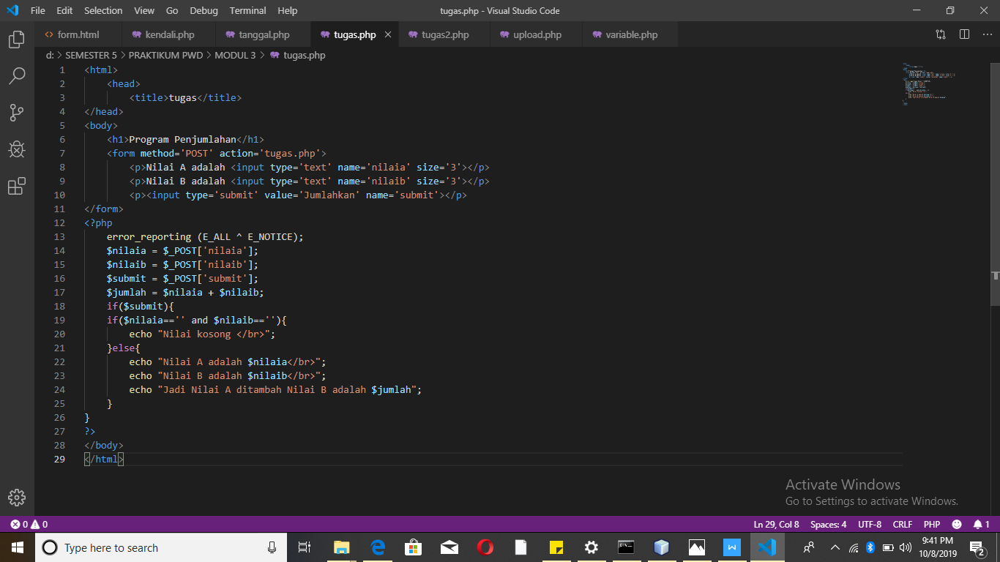 File Edit Selection View Go Debug Terminal Help tugas.php - Visual Studio Code
<> form.html kendali.php tanggal.php tugas.php × tugas2.php upload.php variable.php
d: > SEMESTER 5 > PRAKTIKUM PWD > MODUL 3 > tugas.php
1 <html>
2 <head>
3 <title>tugas</title>
4 </head>
5 <body>
6 <h1>Program Penjumlahan</h1>
7 <form method='POST' action='tugas.php'>
8 <p>Nilai A adalah <input type='text' name='nilaia' size='3'></p>
9 <p>Nilai B adalah <input type='text' name='nilaib' size='3'></p>
10 <p><input type='submit' value='Jumlahkan' name='submit'></p>
11 </form>
12 <?php
13 error_reporting (E_ALL ^ E_NOTICE);
14 $nilaia = $_POST['nilaia'];
15 $nilaib = $_POST['nilaib'];
16 $submit = $_POST['submit'];
17 $jumlah = $nilaia + $nilaib;
18 if($submit){
19 if($nilaia=='' and $nilaib==''){
20 echo "Nilai kosong </br>";
21 }else{
22 echo "Nilai A adalah $nilaia</br>";
23 echo "Nilai B adalah $nilaib</br>";
24 echo "Jadi Nilai A ditambah Nilai B adalah $jumlah";
25 }
26 }
27 ?>
28 </body>
29 </html>
Activate Windows
Go to Settings to activate Windows.
0 0 Ln 29, Col 8 Spaces: 4 UTF-8 CRLF PHP 1
Type here to search
9:41 PM
10/8/2019
2